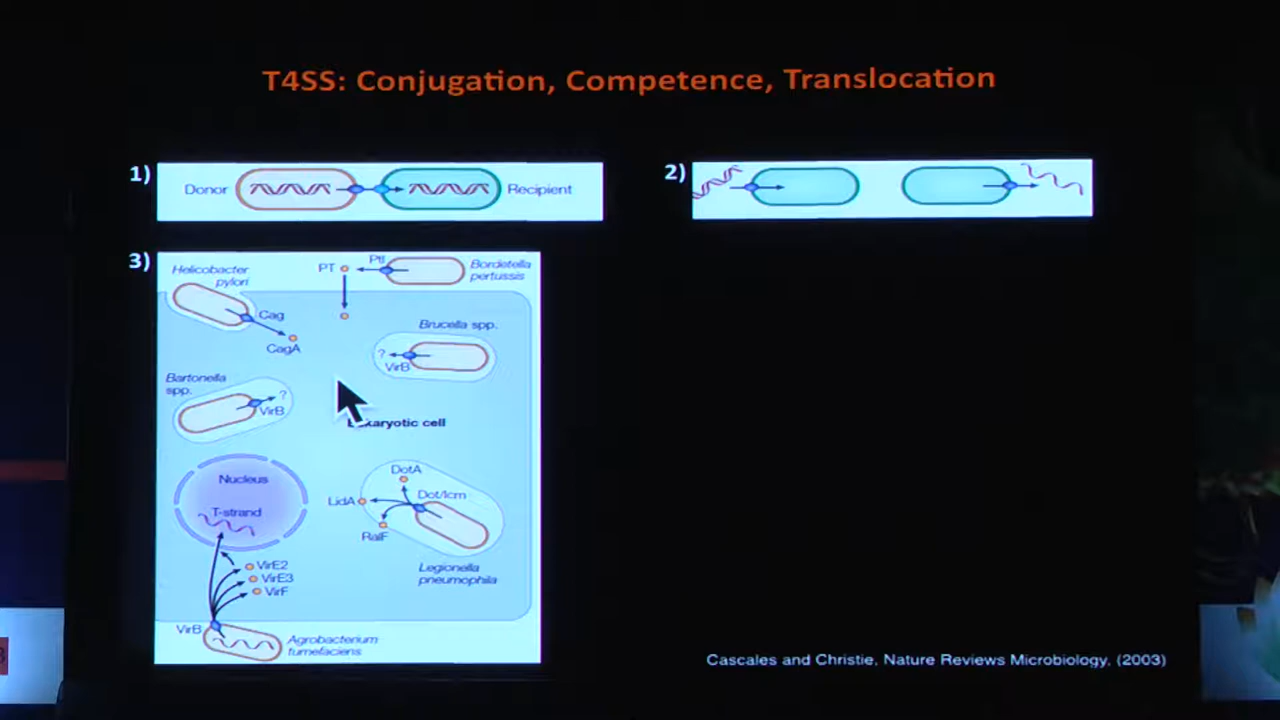 T4SS: Conjugation, Competence, Translocation
1)
Donor
Recipient
2)
3)
Helicobacter
pylori
PT
Ptl
Bordetella
pertussis
Cag
CagA
Brucella spp.
?
VirB
Bartonella
spp.
?
VirB
karyotic cell
Nucleus
T-strand
DotA
Dot/Icm
LidA
RalF
Legionella
pneumophila
VirE2
VirE3
VirF
VirB
Agrobacterium
tumefaciens
Cascales and Christie, Nature Reviews Microbiology, (2003)